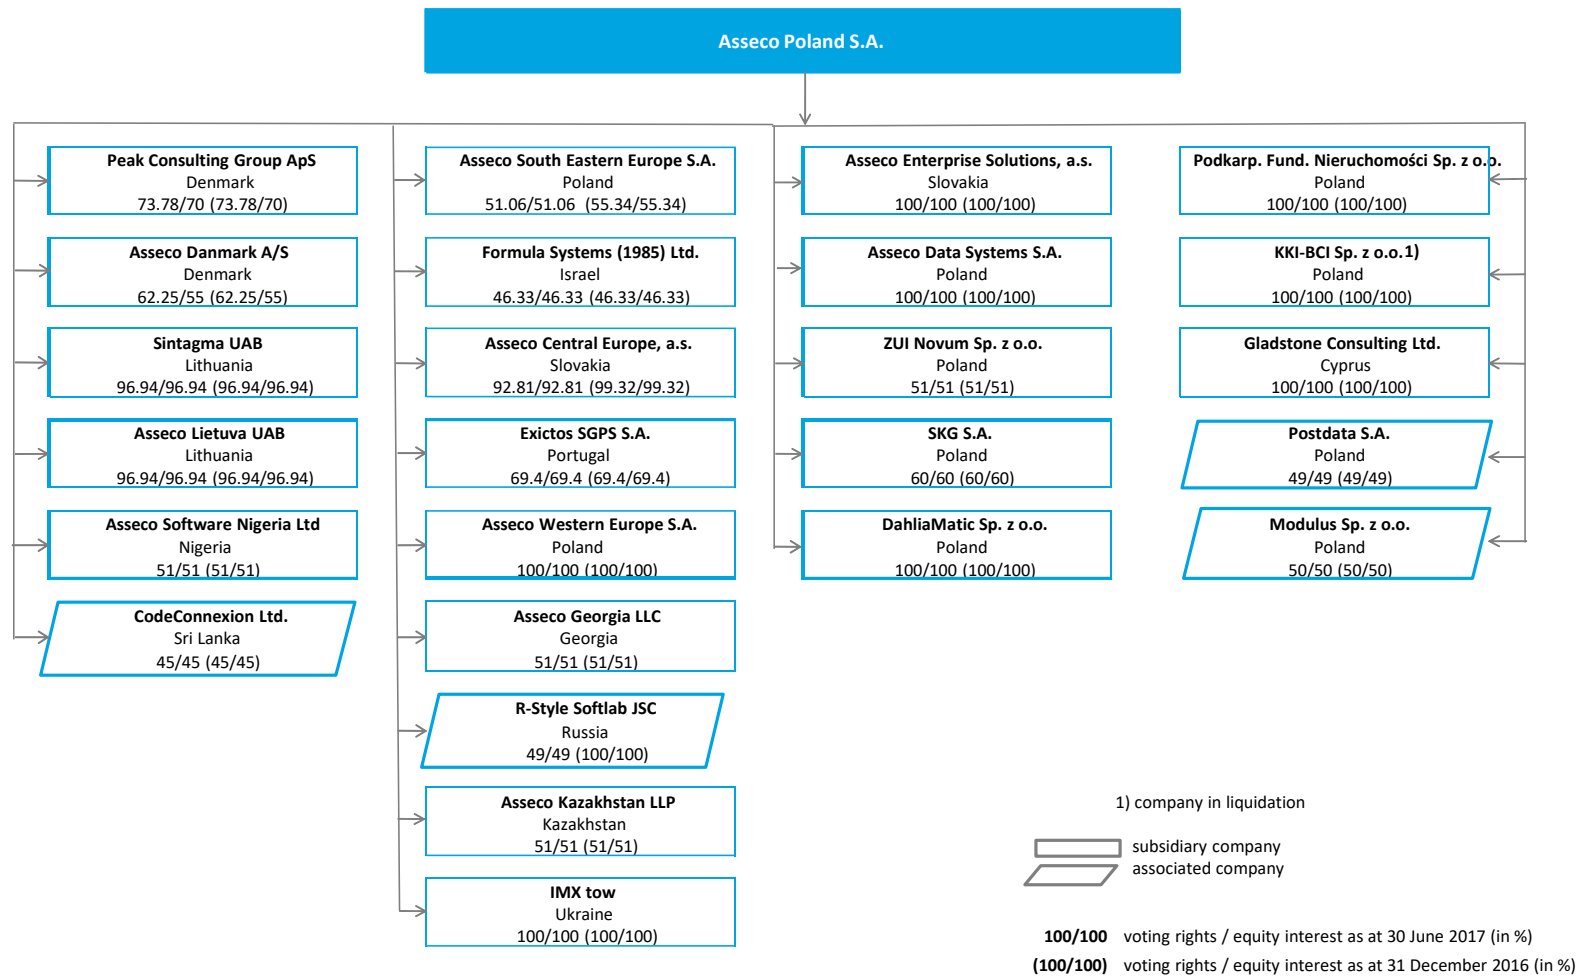 Asseco Poland S.A.
Peak Consulting Group ApS
Denmark
73.78/70 (73.78/70)
Asseco Danmark A/S
Denmark
62.25/55 (62.25/55)
Sintagma UAB
Lithuania
96.94/96.94 (96.94/96.94)
Asseco Lietuva UAB
Lithuania
96.94/96.94 (96.94/96.94)
Asseco Software Nigeria Ltd
Nigeria
51/51 (51/51)
CodeConnexion Ltd.
Sri Lanka
45/45 (45/45)
Asseco South Eastern Europe S.A.
Poland
51.06/51.06 (55.34/55.34)
Formula Systems (1985) Ltd.
Israel
46.33/46.33 (46.33/46.33)
Asseco Central Europe, a.s.
Slovakia
92.81/92.81 (99.32/99.32)
Exictos SGPS S.A.
Portugal
69.4/69.4 (69.4/69.4)
Asseco Western Europe S.A.
Poland
100/100 (100/100)
Asseco Georgia LLC
Georgia
51/51 (51/51)
R-Style Softlab JSC
Russia
49/49 (100/100)
Asseco Kazakhstan LLP
Kazakhstan
51/51 (51/51)
IMX tow
Ukraine
100/100 (100/100)
Asseco Enterprise Solutions, a.s.
Slovakia
100/100 (100/100)
Asseco Data Systems S.A.
Poland
100/100 (100/100)
ZUI Novum Sp. z o.o.
Poland
51/51 (51/51)
SKG S.A.
Poland
60/60 (60/60)
DahliaMatic Sp. z o.o.
Poland
100/100 (100/100)
Podkarp. Fund. Nieruchomości Sp. z o.o.
Poland
100/100 (100/100)
KKI-BCI Sp. z o.o.1)
Poland
100/100 (100/100)
Gladstone Consulting Ltd.
Cyprus
100/100 (100/100)
Postdata S.A.
Poland
49/49 (49/49)
Modulus Sp. z o.o.
Poland
50/50 (50/50)
1) company in liquidation
subsidiary company
associated company
100/100 voting rights / equity interest as at 30 June 2017 (in %)
(100/100) voting rights / equity interest as at 31 December 2016 (in %)